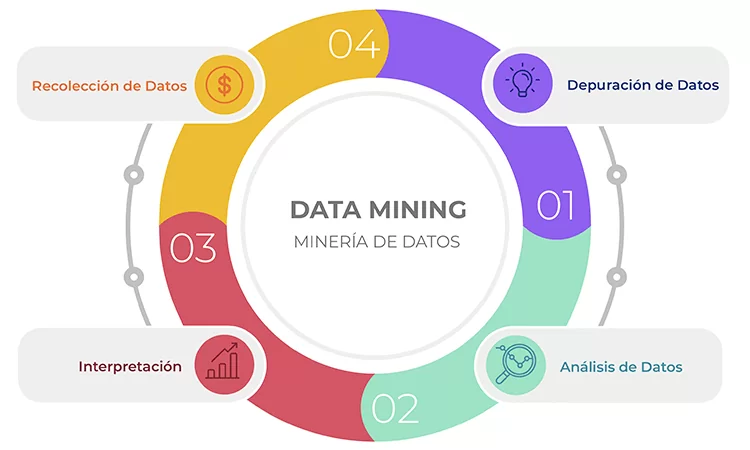 04
Recolección de Datos
$
Depuración de Datos
01
DATA MINING
MINERÍA DE DATOS
03
Interpretación
Análisis de Datos
02